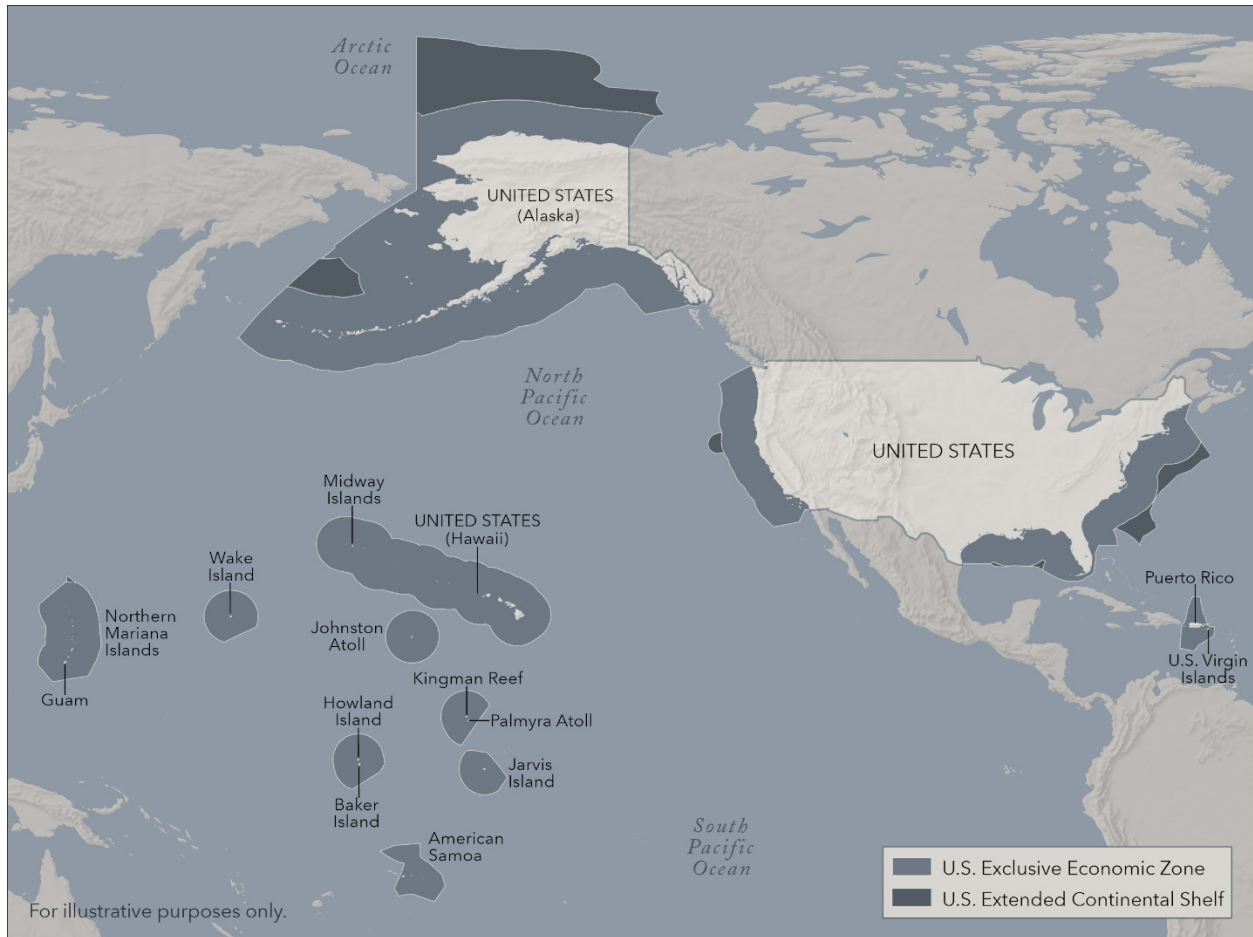 Arctic
Ocean
UNITED STATES
(Alaska)
North
Pacific
Ocean
UNITED STATES
Midway
Islands
UNITED STATES
(Hawaii)
Wake
Island
Northern
Mariana
Islands
Guam
Johnston
Atoll
Puerto Rico
U.S. Virgin
Islands
Kingman Reef
Palmyra Atoll
Howland
Island
Baker
Island
Jarvis
Island
American
Samoa
South
Pacific
Ocean
U.S. Exclusive Economic Zone
U.S. Extended Continental Shelf
For illustrative purposes only.